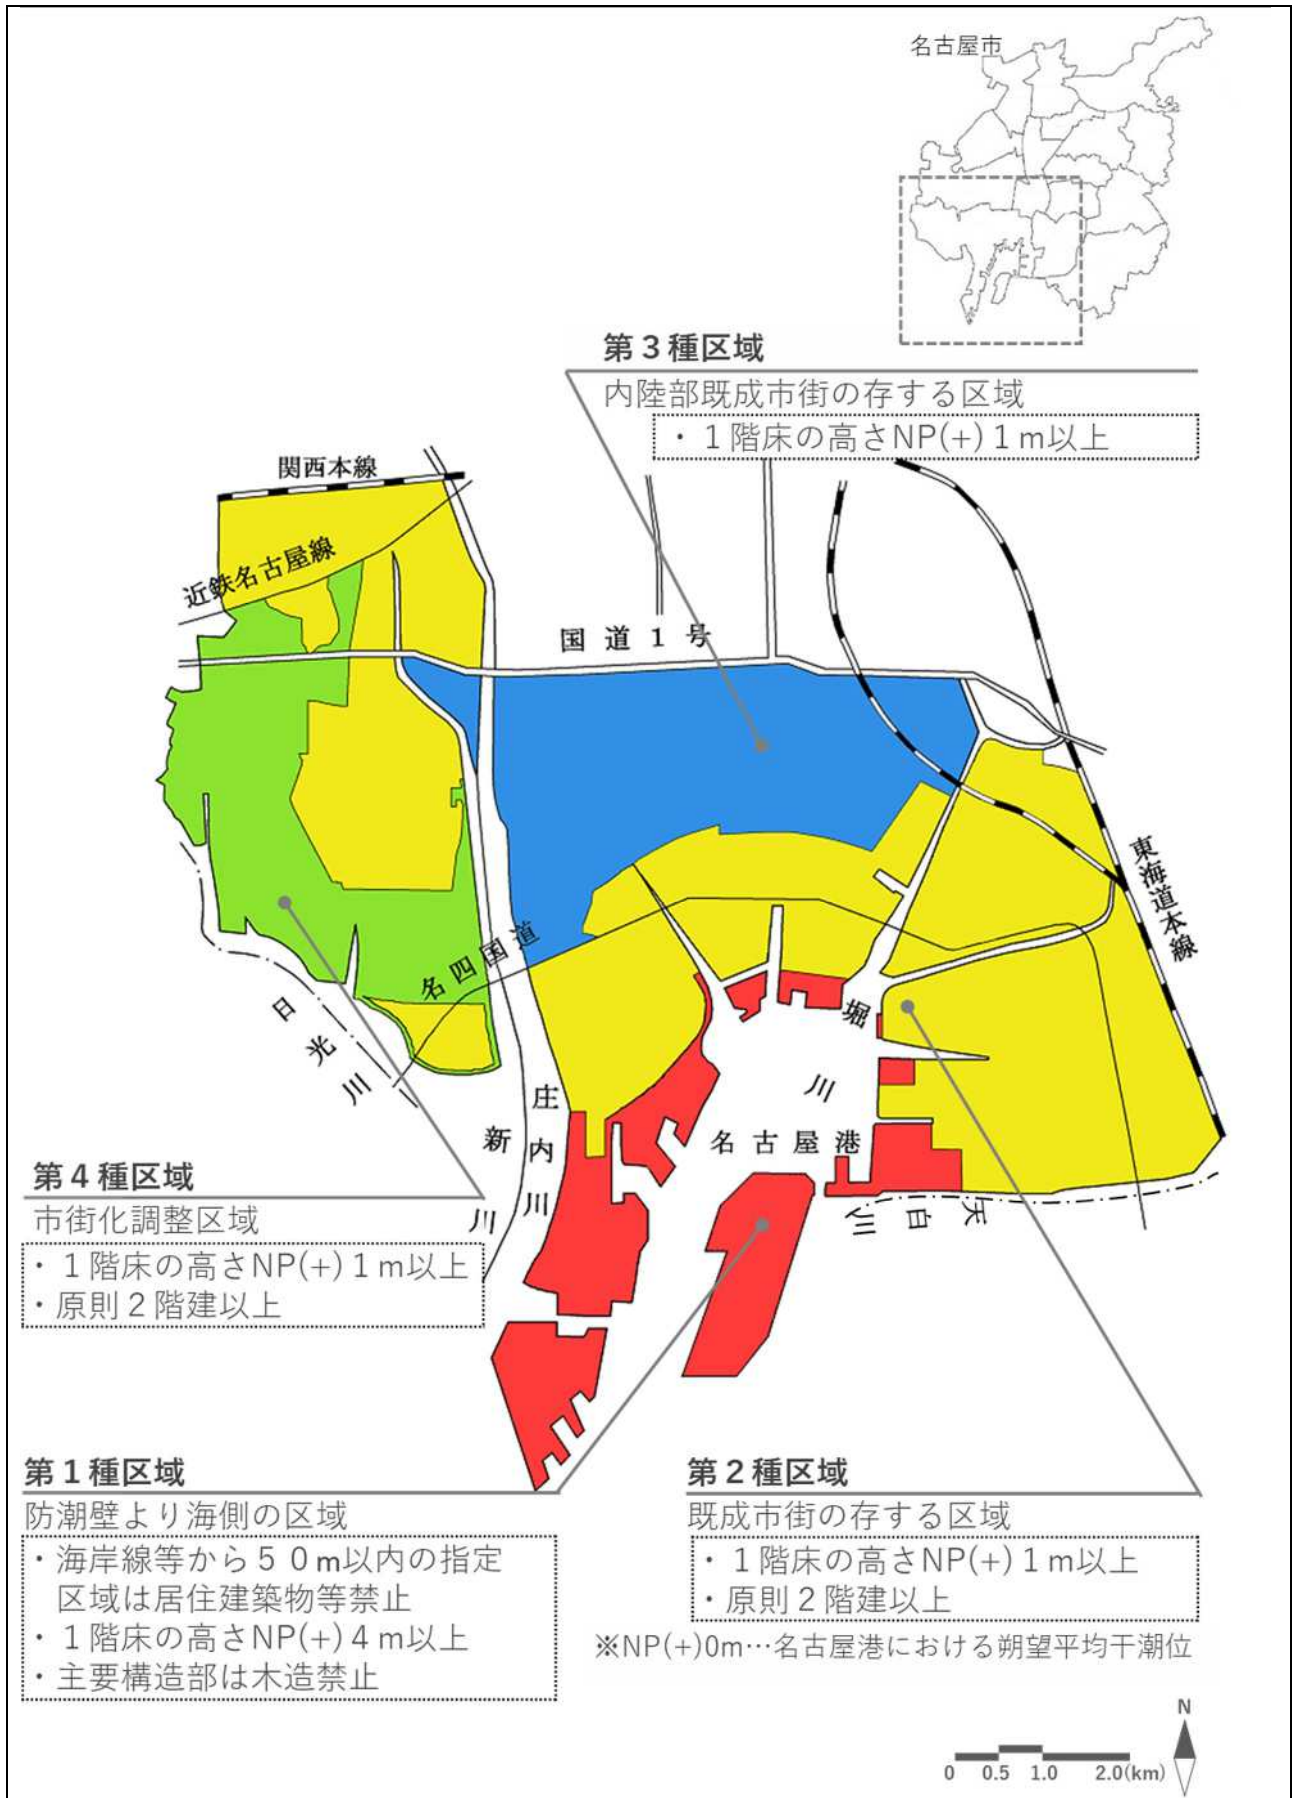 名古屋市
第３種区域
内陸部既成市街の存する区域
・１階床の高さNP(+)１m以上
関西本線
近鉄名古屋線
国道１号
東海道本線
名四国道
日光川
堀川
庄内川
新川
名古屋港
天白川
第４種区域
市街化調整区域
・１階床の高さNP(+)１m以上
・原則２階建以上
第１種区域
防潮壁より海側の区域
・海岸線等から５０m以内の指定
区域は居住建築物等禁止
・１階床の高さNP(+)４m以上
・主要構造部は木造禁止
第２種区域
既成市街の存する区域
・１階床の高さNP(+)１m以上
・原則２階建以上
※NP(+)0m…名古屋港における朔望平均干潮位
N
0 0.5 1.0 2.0(km)